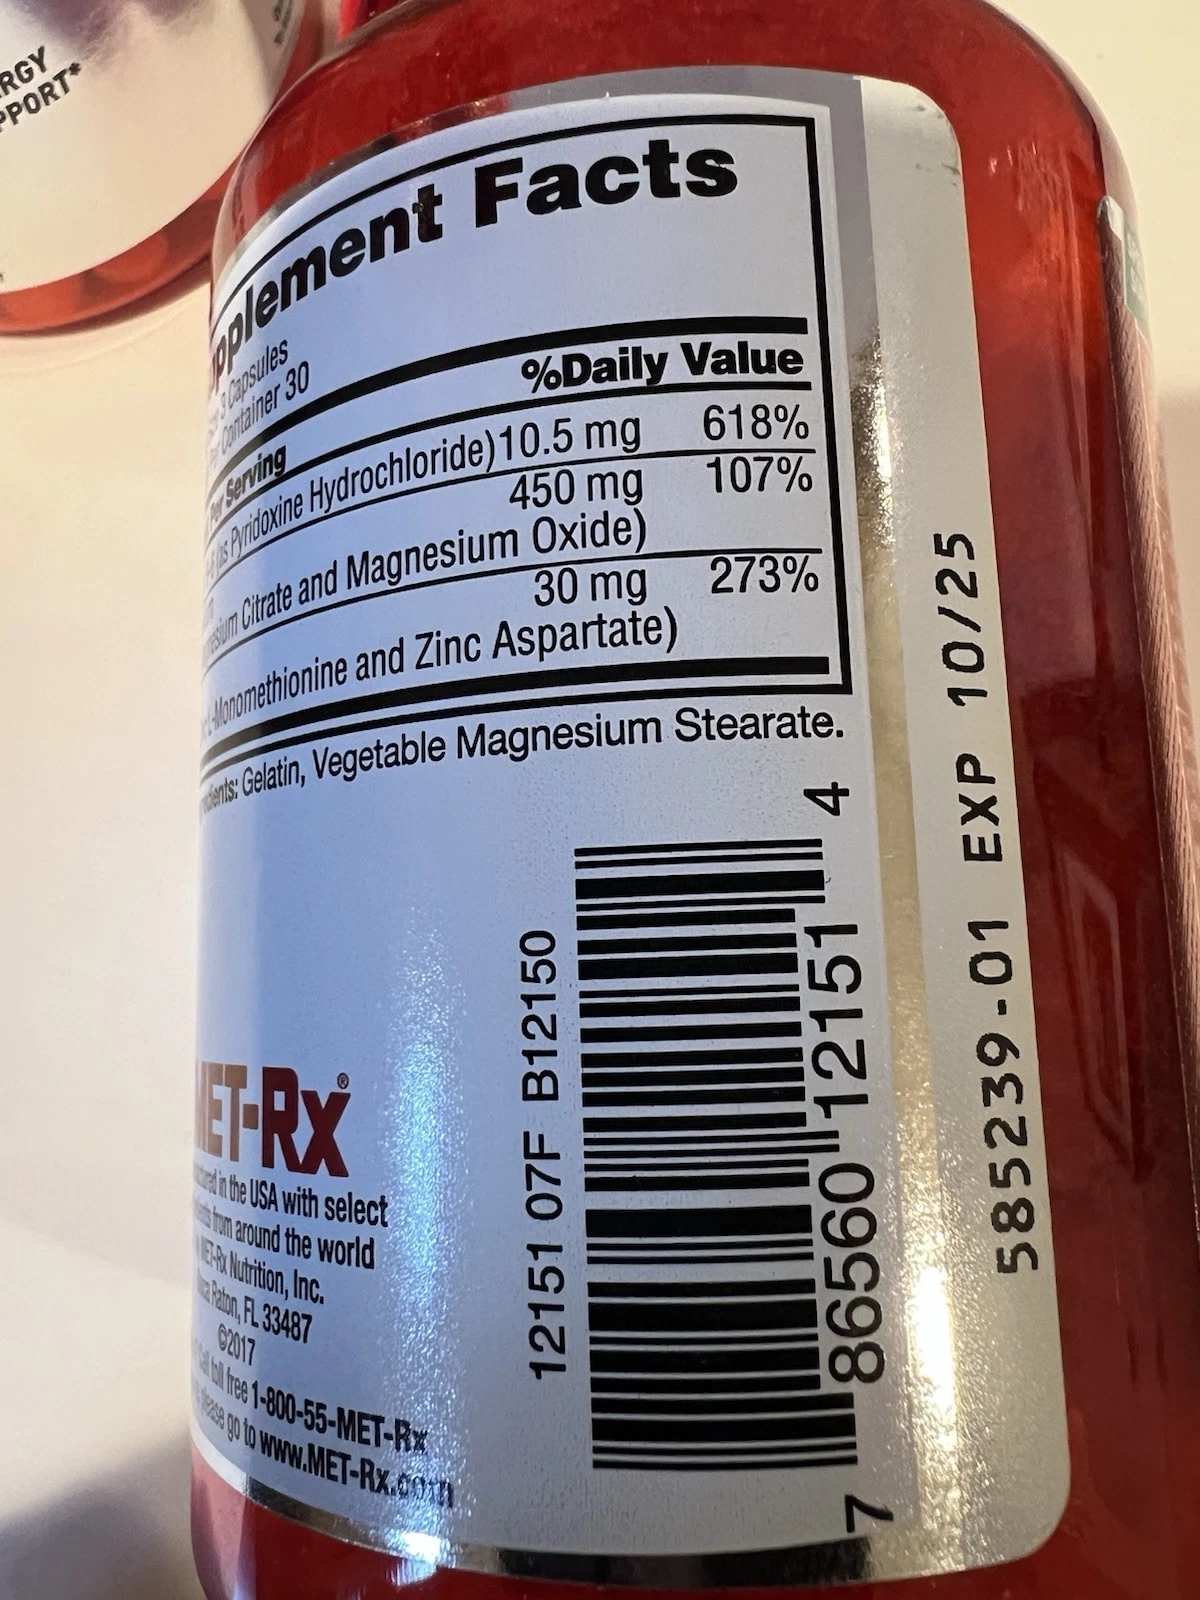 RGY
PPORT*
pplement Facts
3 Capsules
Container 30
Per Serving
%Daily Value
(as Pyridoxine Hydrochloride) 10.5 mg 618%
450 mg 107%
Citrate and Magnesium Oxide)
30 mg 273%
L-Monomethionine and Zinc Aspartate)
Gelatin, Vegetable Magnesium Stearate.
MET-Rx®
in the USA with select
from around the world
MET-Rx Nutrition, Inc.
Raton, FL 33487
©2017
Call toll free 1-800-55-MET-Rx
please go to www.MET-Rx.com
12151 07F B12150
7 86560 12151 4
585239-01 EXP 10/25